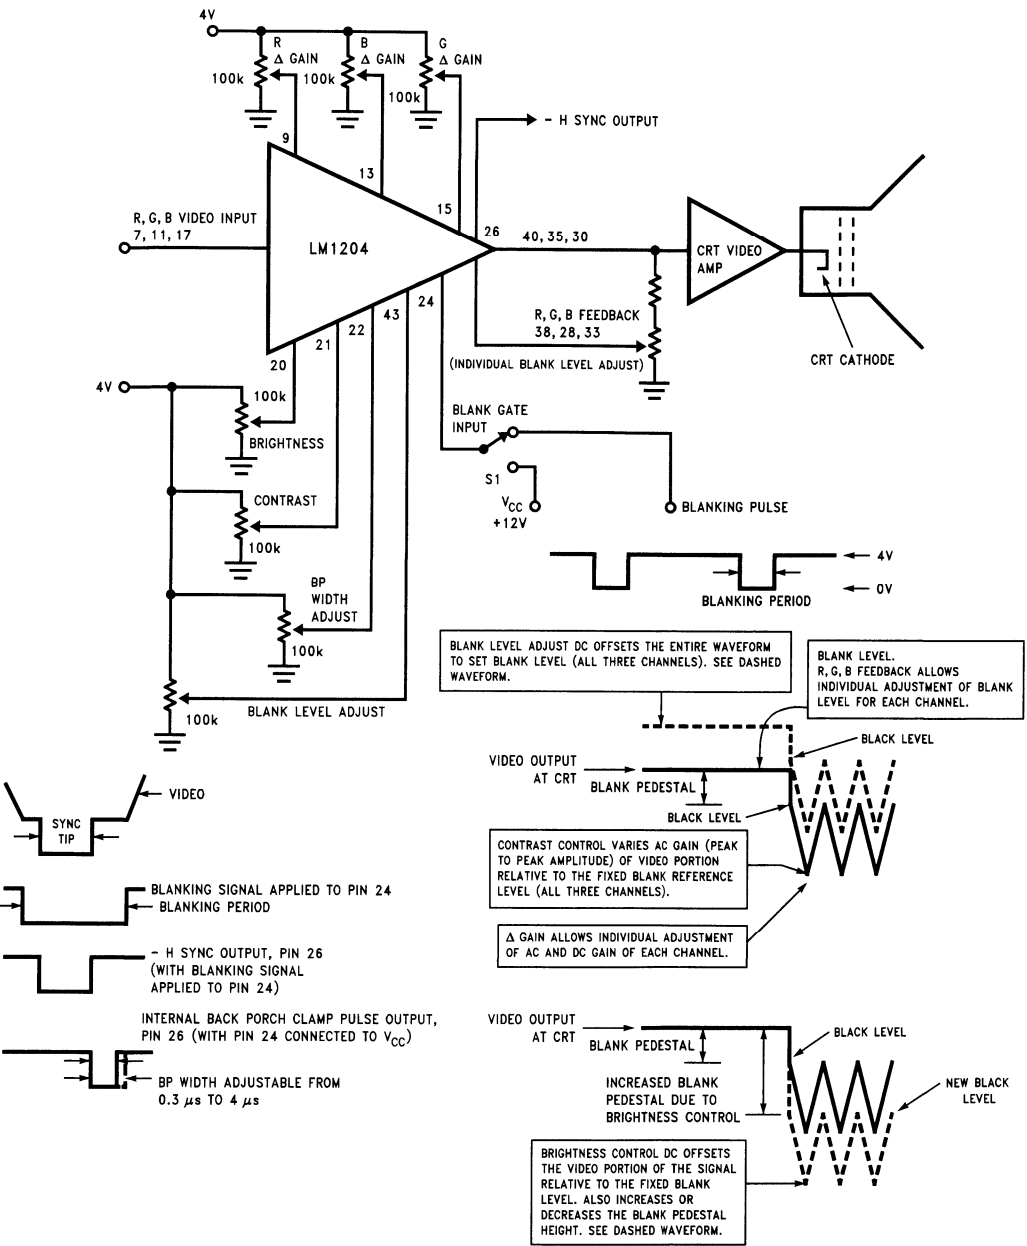 4V
R
Δ GAIN
100k
B
Δ GAIN
100k
G
Δ GAIN
100k
9
13
15
– H SYNC OUTPUT
R, G, B VIDEO INPUT
7, 11, 17
LM1204
26
40, 35, 30
CRT VIDEO
AMP
CRT CATHODE
R, G, B FEEDBACK
38, 28, 33
(INDIVIDUAL BLANK LEVEL ADJUST)
24
43
22
21
20
4V
100k
BRIGHTNESS
CONTRAST
100k
BP
WIDTH
ADJUST
100k
100k
BLANK LEVEL ADJUST
BLANK GATE
INPUT
S1
VCC
+12V
BLANKING PULSE
4V
0V
BLANKING PERIOD
BLANK LEVEL ADJUST DC OFFSETS THE ENTIRE WAVEFORM
TO SET BLANK LEVEL (ALL THREE CHANNELS). SEE DASHED
WAVEFORM.
BLANK LEVEL.
R, G, B FEEDBACK ALLOWS
INDIVIDUAL ADJUSTMENT OF BLANK
LEVEL FOR EACH CHANNEL.
BLACK LEVEL
VIDEO OUTPUT
AT CRT
BLANK PEDESTAL
BLACK LEVEL
CONTRAST CONTROL VARIES AC GAIN (PEAK
TO PEAK AMPLITUDE) OF VIDEO PORTION
RELATIVE TO THE FIXED BLANK REFERENCE
LEVEL (ALL THREE CHANNELS).
Δ GAIN ALLOWS INDIVIDUAL ADJUSTMENT
OF AC AND DC GAIN OF EACH CHANNEL.
VIDEO
SYNC
TIP
BLANKING SIGNAL APPLIED TO PIN 24
BLANKING PERIOD
– H SYNC OUTPUT, PIN 26
(WITH BLANKING SIGNAL
APPLIED TO PIN 24)
INTERNAL BACK PORCH CLAMP PULSE OUTPUT,
PIN 26 (WITH PIN 24 CONNECTED TO VCC)
BP WIDTH ADJUSTABLE FROM
0.3 μs TO 4 μs
VIDEO OUTPUT
AT CRT
BLANK PEDESTAL
BLACK LEVEL
INCREASED BLANK
PEDESTAL DUE TO
BRIGHTNESS CONTROL
NEW BLACK
LEVEL
BRIGHTNESS CONTROL DC OFFSETS
THE VIDEO PORTION OF THE SIGNAL
RELATIVE TO THE FIXED BLANK
LEVEL. ALSO INCREASES OR
DECREASES THE BLANK PEDESTAL
HEIGHT. SEE DASHED WAVEFORM.